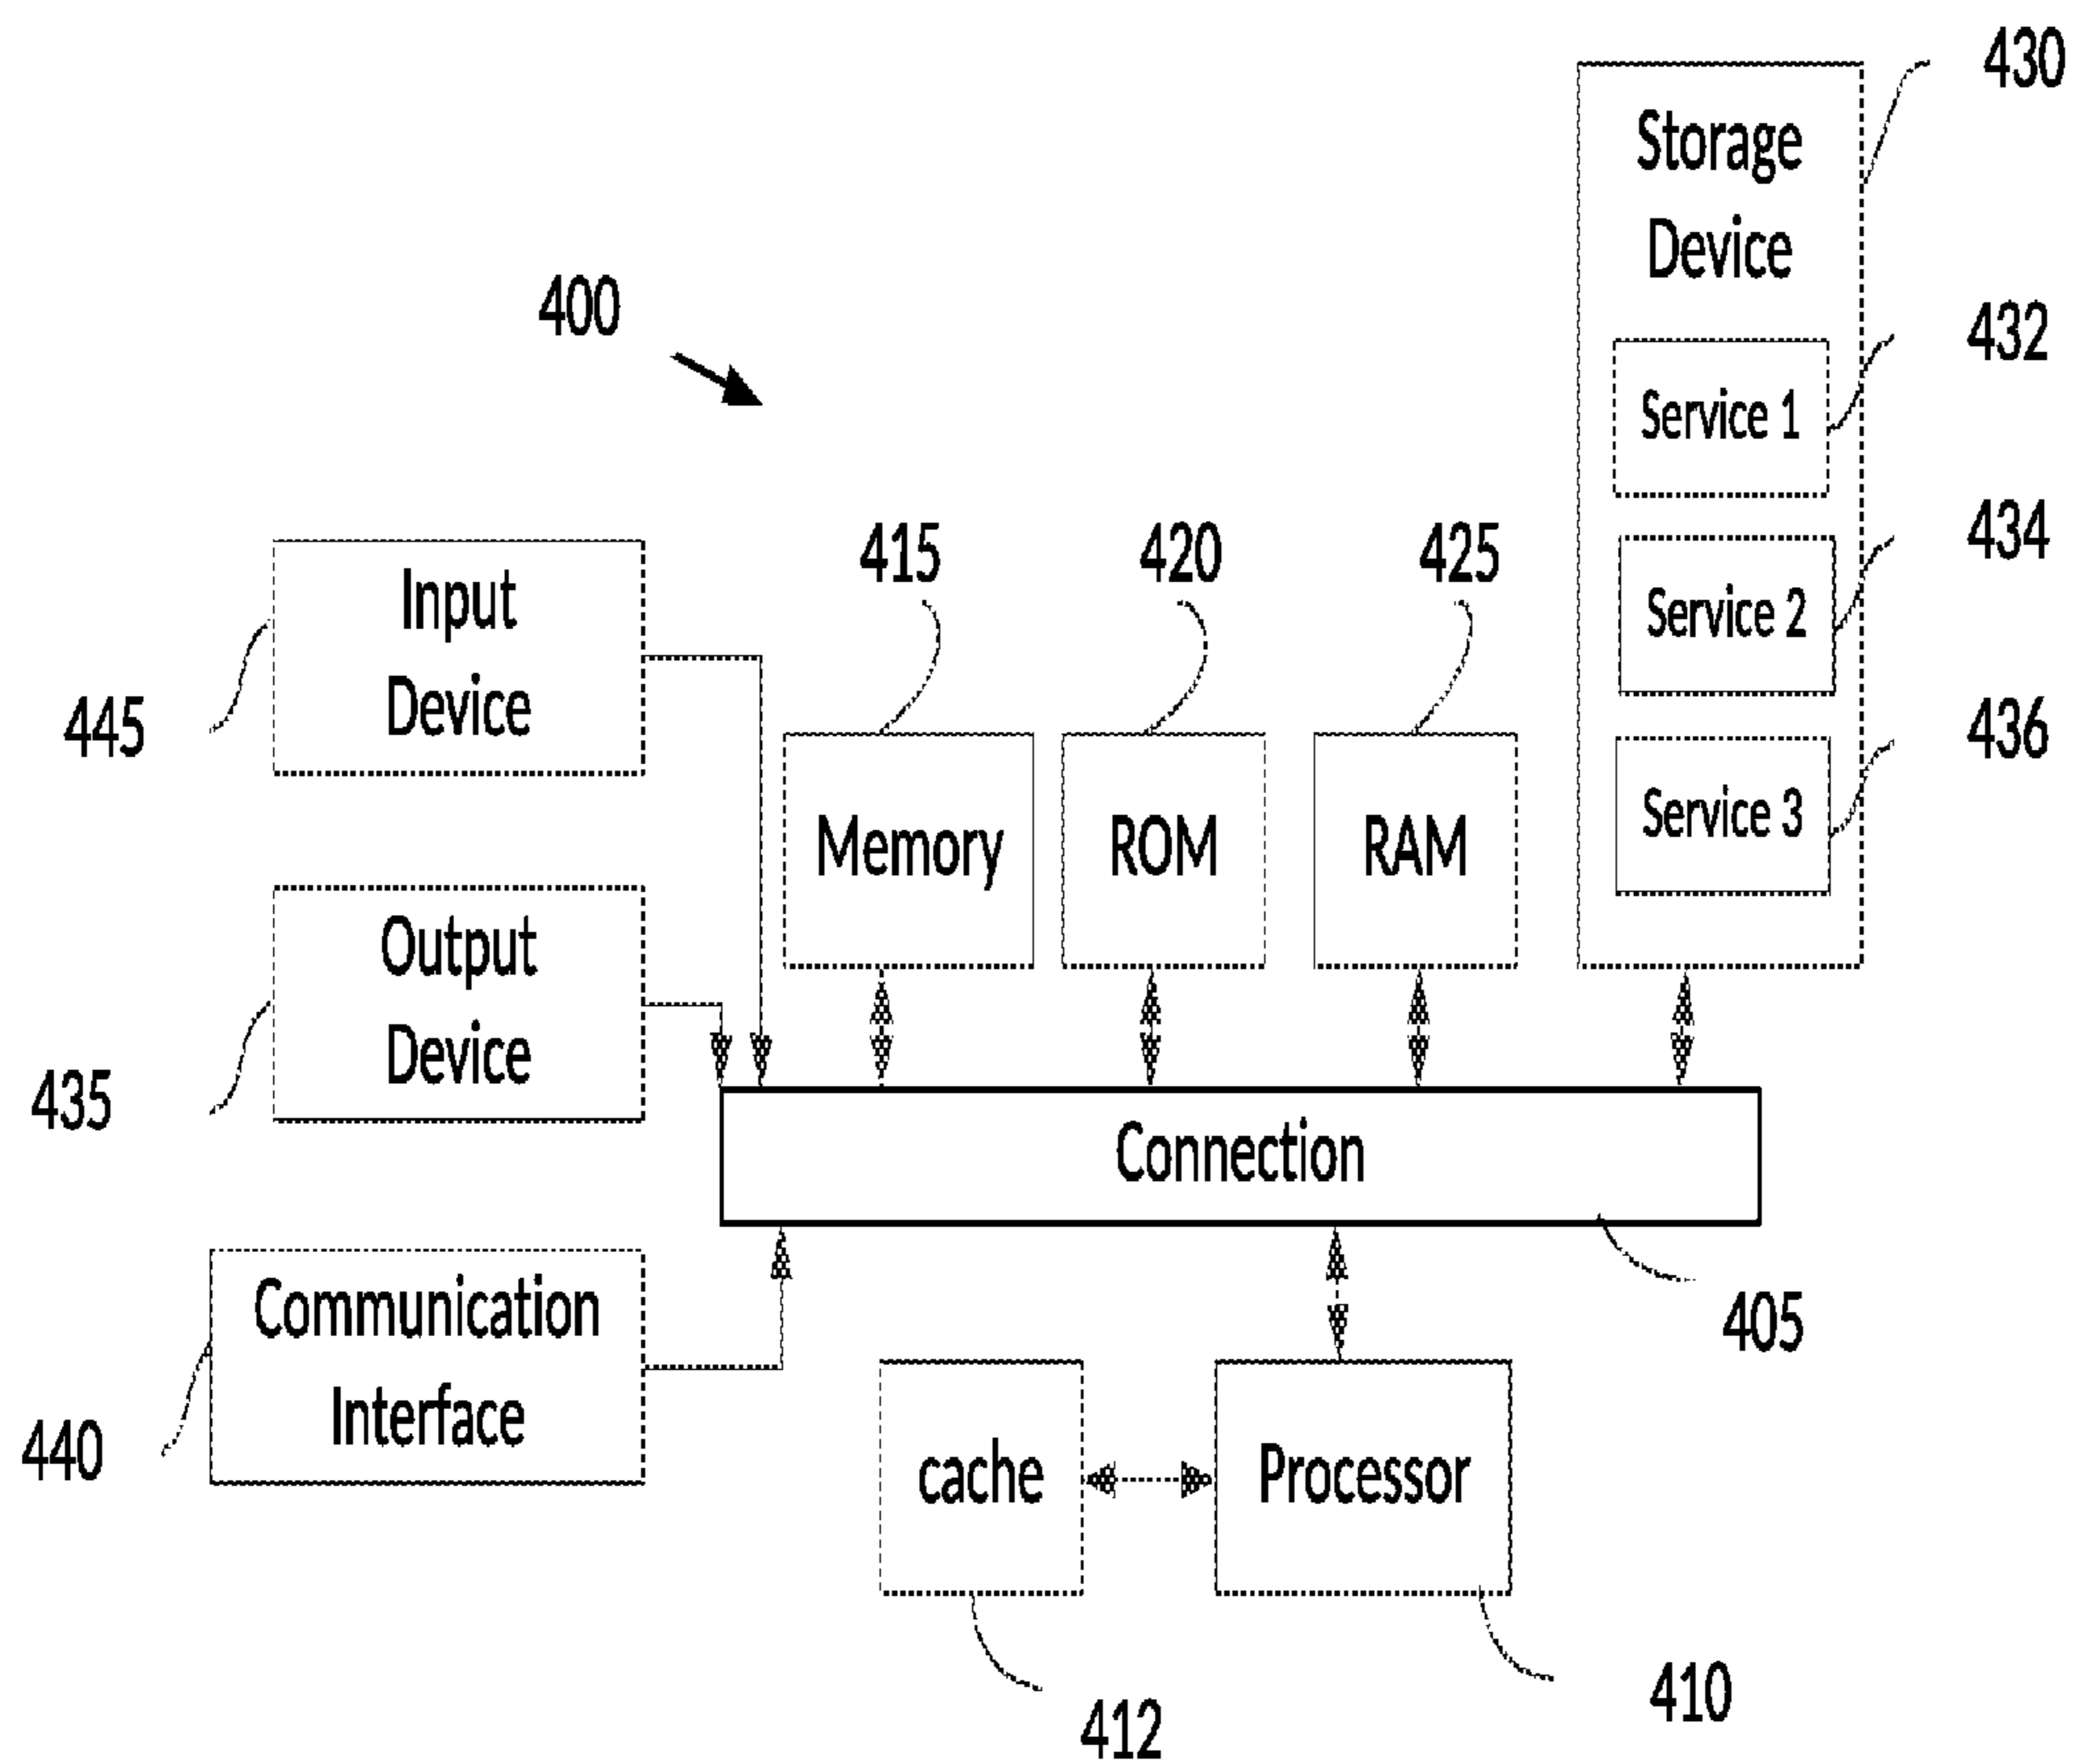 430
Storage
Device
400
432
Service 1
415
420
425
434
Input
Device
Service 2
445
436
Memory
ROM
RAM
Service 3
Output
Device
435
Connection
Communication
Interface
405
440
cache
Processor
412
410